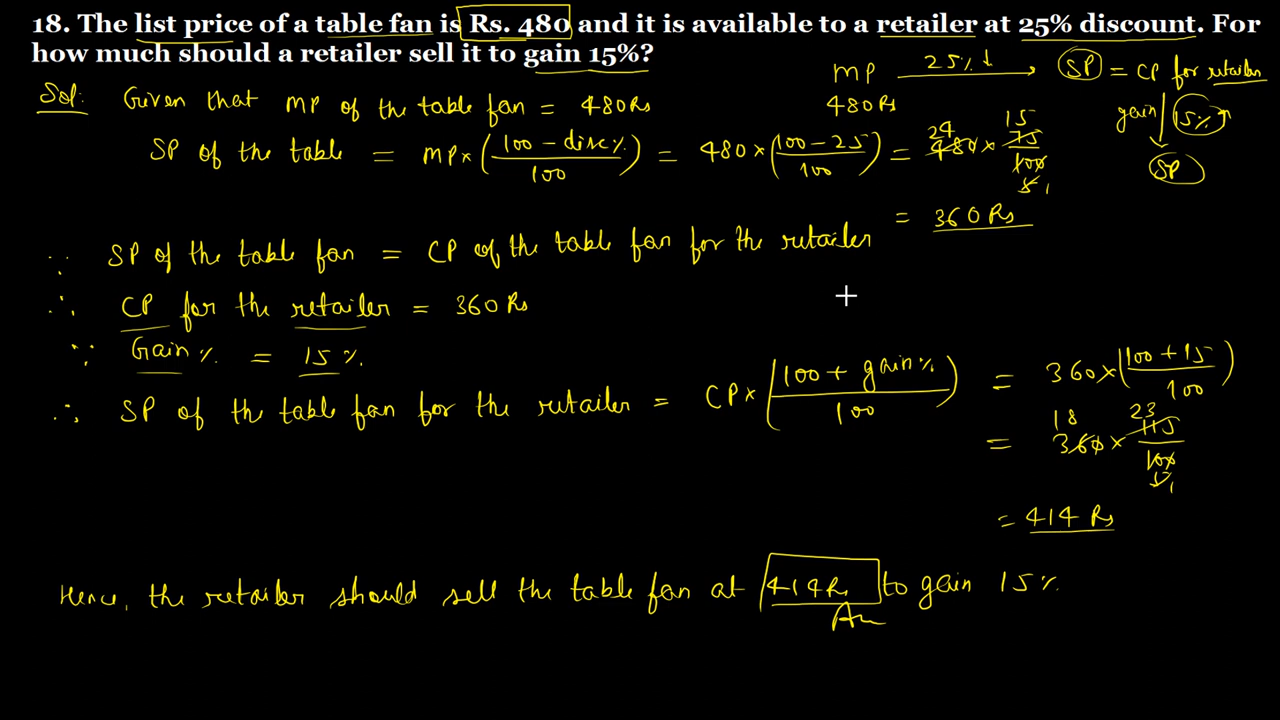 18. The list price of a table fan is Rs. 480 and it is available to a retailer at 25% discount. For
how much should a retailer sell it to gain 15%?
MP 25%↓ SP = CP for retailer
480Rs gain 15%↑
SP
Sol: Given that MP of the table fan = 480Rs
SP of the table = MP × (100 - disc% / 100) = 480 × (100 - 25 / 100) = 24 480 × 15 75 / 100 5 1
= 360 Rs
∵ SP of the table fan = CP of the table fan for the retailer
∴ CP for the retailer = 360 Rs
∵ Gain% = 15%
∴ SP of the table fan for the retailer = CP × (100 + gain% / 100) = 360 × (100 + 15 / 100)
= 18 360 × 23 115 / 100 5 1
= 414 Rs
Hence, the retailer should sell the table fan at 414Rs to gain 15%
Ans